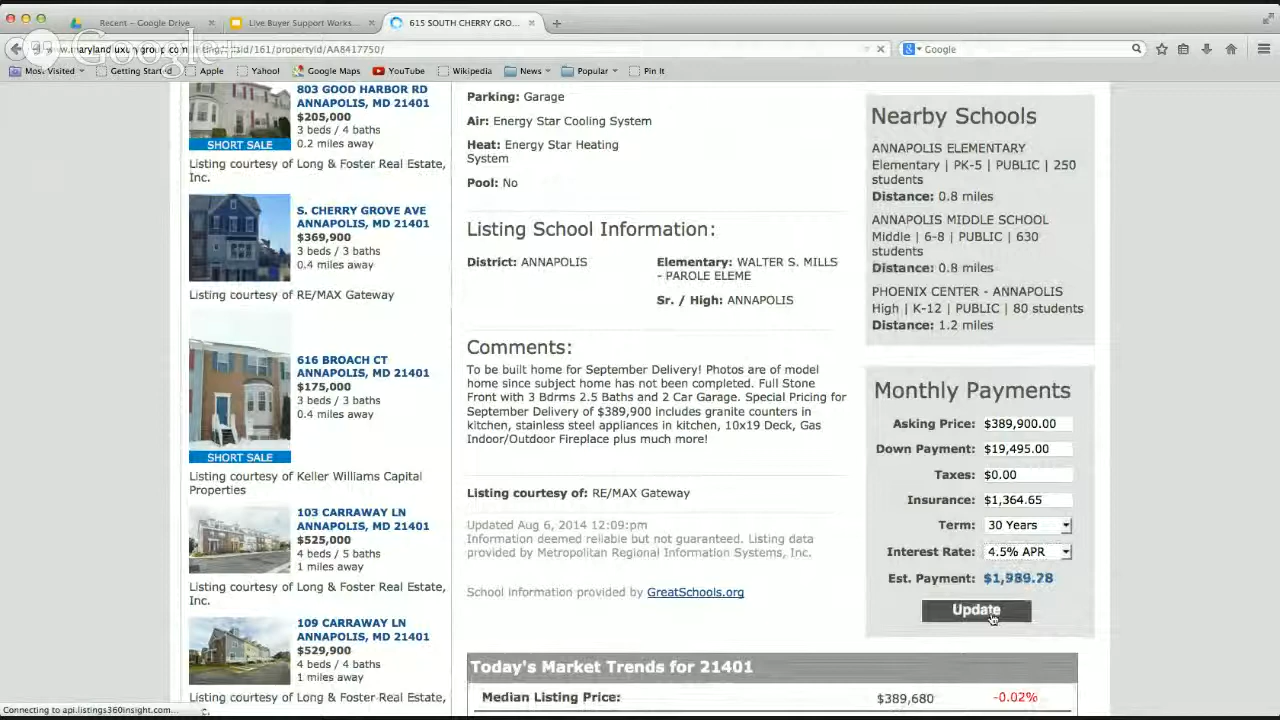 Recent – Google Drive
Live Buyer Support Works...
615 SOUTH CHERRY GRO...
/161/propertyid/AA8417750/
Google
Google+
Most Visited
Getting Started
Apple
Yahoo!
Google Maps
YouTube
Wikipedia
News
Popular
Pin It
803 GOOD HARBOR RD
ANNAPOLIS, MD 21401
$205,000
3 beds / 4 baths
0.2 miles away
SHORT SALE
Listing courtesy of Long & Foster Real Estate,
Inc.
S. CHERRY GROVE AVE
ANNAPOLIS, MD 21401
$369,900
3 beds / 3 baths
0.4 miles away
Listing courtesy of RE/MAX Gateway
616 BROACH CT
ANNAPOLIS, MD 21401
$175,000
3 beds / 3 baths
0.4 miles away
SHORT SALE
Listing courtesy of Keller Williams Capital
Properties
103 CARRAWAY LN
ANNAPOLIS, MD 21401
$525,000
4 beds / 5 baths
1 miles away
Listing courtesy of Long & Foster Real Estate,
Inc.
109 CARRAWAY LN
ANNAPOLIS, MD 21401
$529,900
4 beds / 4 baths
1 miles away
Listing courtesy of Long & Foster Real Estate,
Connecting to api.listings360insight.com...
Parking: Garage
Air: Energy Star Cooling System
Heat: Energy Star Heating
System
Pool: No
Listing School Information:
District: ANNAPOLIS
Elementary: WALTER S. MILLS
- PAROLE ELEME
Sr. / High: ANNAPOLIS
Comments:
To be built home for September Delivery! Photos are of model
home since subject home has not been completed. Full Stone
Front with 3 Bdrms 2.5 Baths and 2 Car Garage. Special Pricing for
September Delivery of $389,900 includes granite counters in
kitchen, stainless steel appliances in kitchen, 10x19 Deck, Gas
Indoor/Outdoor Fireplace plus much more!
Listing courtesy of: RE/MAX Gateway
Updated Aug 6, 2014 12:09:pm
Information deemed reliable but not guaranteed. Listing data
provided by Metropolitan Regional Information Systems, Inc.
School Information provided by GreatSchools.org
Today's Market Trends for 21401
Median Listing Price: $389,680 -0.02%
Nearby Schools
ANNAPOLIS ELEMENTARY
Elementary | PK-5 | PUBLIC | 250
students
Distance: 0.8 miles
ANNAPOLIS MIDDLE SCHOOL
Middle | 6-8 | PUBLIC | 630
students
Distance: 0.8 miles
PHOENIX CENTER - ANNAPOLIS
High | K-12 | PUBLIC | 80 students
Distance: 1.2 miles
Monthly Payments
Asking Price: $389,900.00
Down Payment: $19,495.00
Taxes: $0.00
Insurance: $1,364.65
Term: 30 Years
Interest Rate: 4.5% APR
Est. Payment: $1,989.78
Update